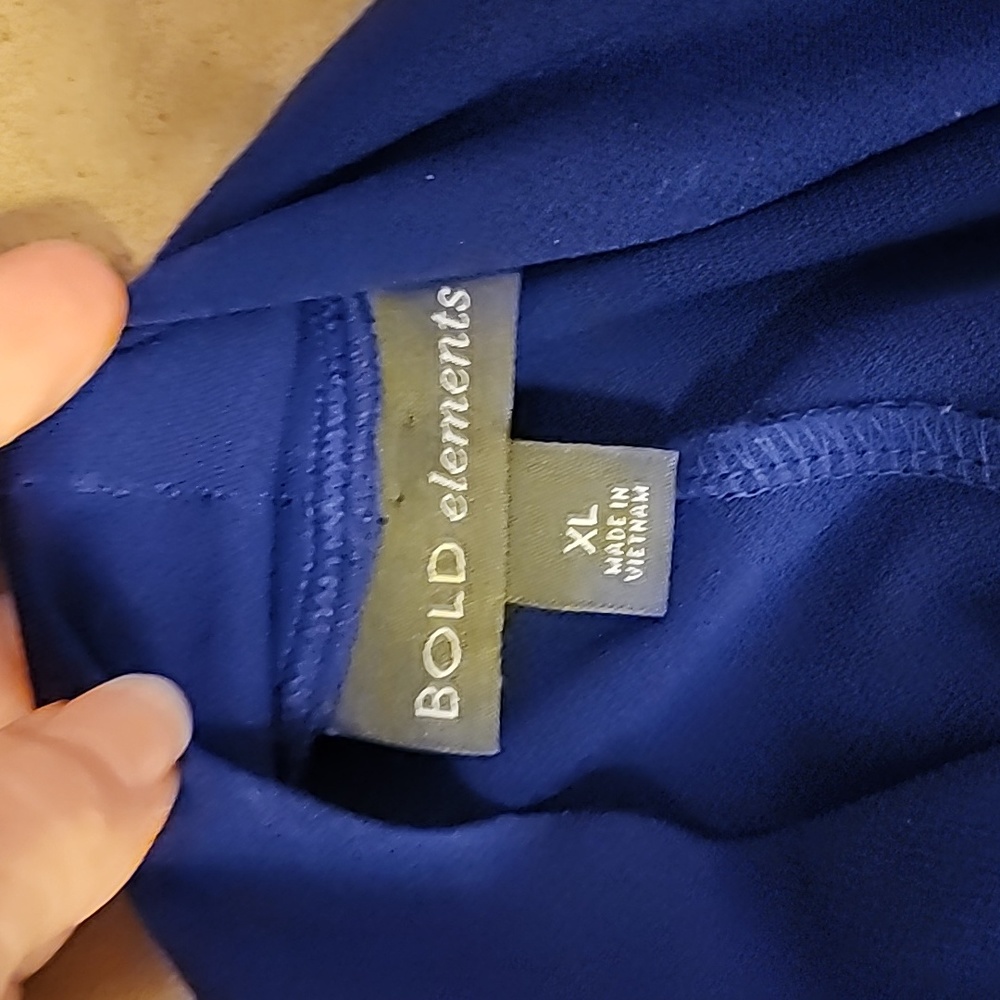 BOLD elements
XL
MADE IN
VIETNAM